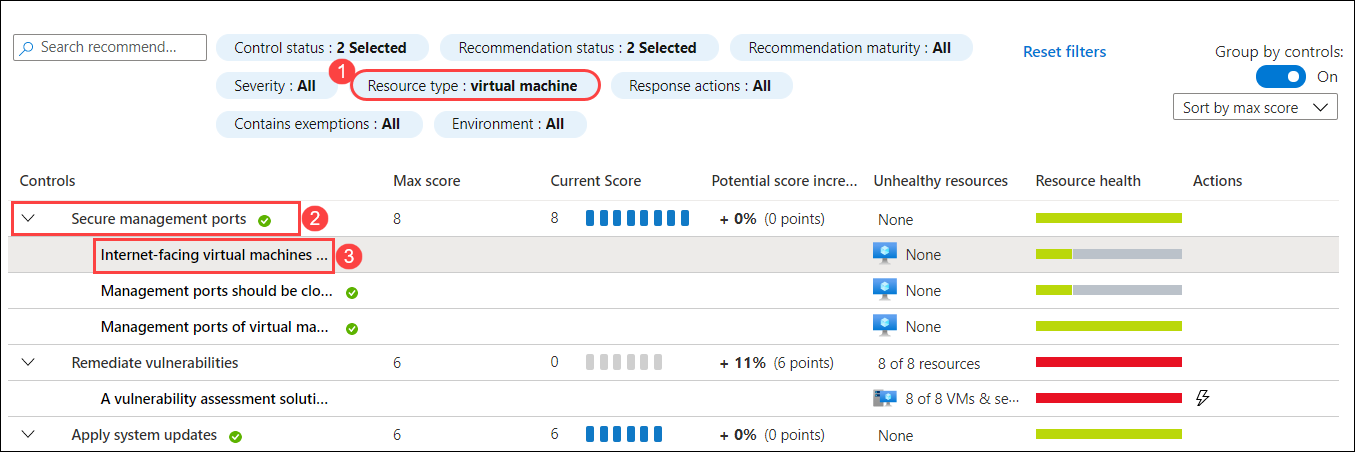 Search recommend...
Control status : 2 Selected
Recommendation status : 2 Selected
Recommendation maturity : All
Reset filters
Group by controls:
On
1
Severity : All
Resource type : virtual machine
Response actions : All
Sort by max score
Contains exemptions : All
Environment : All
Controls Max score Current Score Potential score incre... Unhealthy resources Resource health Actions
Secure management ports 2 8 8 + 0% (0 points) None
Internet-facing virtual machines ... 3 None
Management ports should be clo... None
Management ports of virtual ma... None
Remediate vulnerabilities 6 0 + 11% (6 points) 8 of 8 resources
A vulnerability assessment soluti... 8 of 8 VMs & se...
Apply system updates 6 6 + 0% (0 points) None